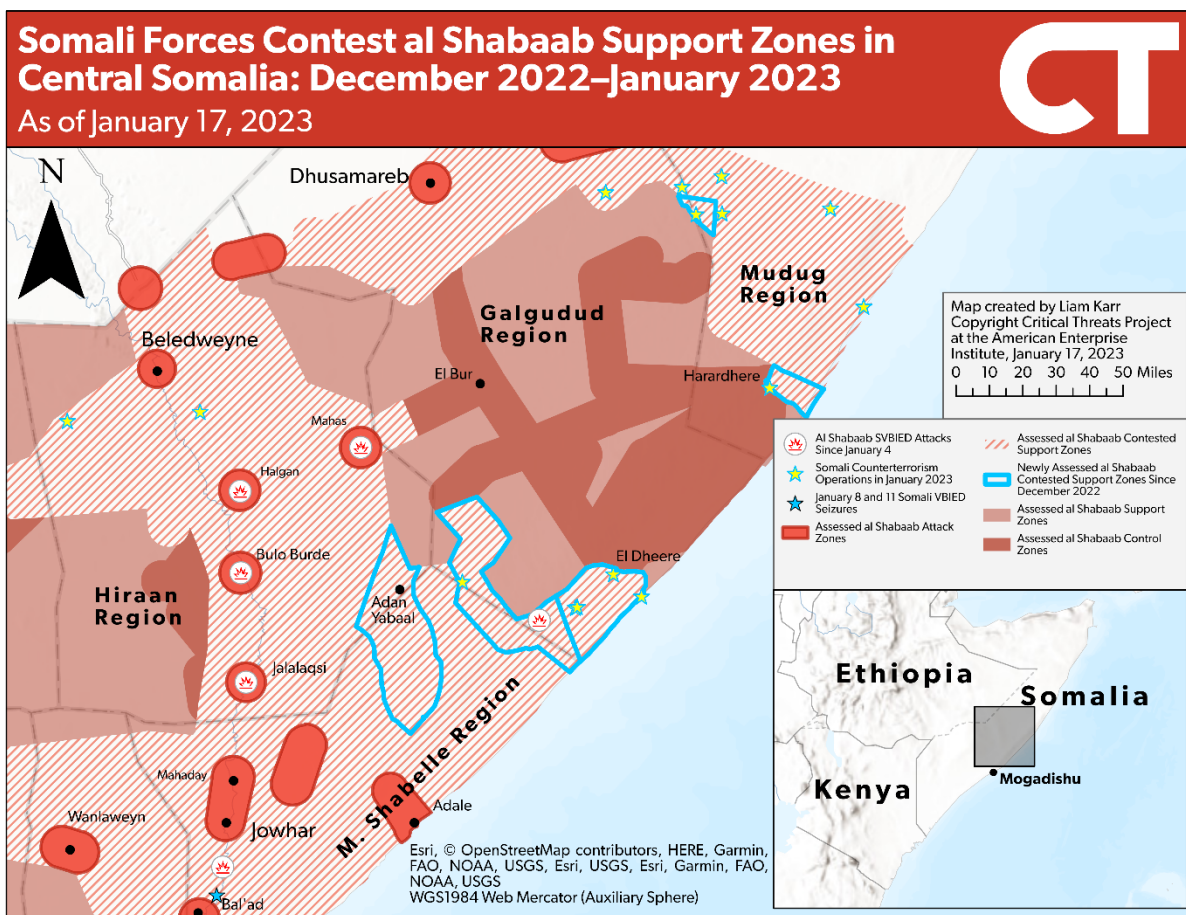 Somali Forces Contest al Shabaab Support Zones in
Central Somalia: December 2022–January 2023
As of January 17, 2023
CT
N
Dhusamareb
Mudug
Region
Galgudud
Region
Beledweyne
El Bur
Harardhere
Mahas
Halgan
Bulo Burde
El Dheere
Hiraan
Region
Adan
Yabaal
Jalalaqsi
M. Shabelle Region
Mahaday
Adale
Wanlaweyn
Jowhar
Bal'ad
Map created by Liam Karr
Copyright Critical Threats Project
at the American Enterprise
Institute, January 17, 2023
0 10 20 30 40 50 Miles
Al Shabaab SVBIED Attacks
Since January 4
Somali Counterterrorism
Operations in January 2023
January 8 and 11 Somali VBIED
Seizures
Assessed al Shabaab Attack
Zones
Assessed al Shabaab Contested
Support Zones
Newly Assessed al Shabaab
Contested Support Zones Since
December 2022
Assessed al Shabaab Support
Zones
Assessed al Shabaab Control
Zones
Ethiopia
Somalia
Kenya
Mogadishu
Esri, © OpenStreetMap contributors, HERE, Garmin,
FAO, NOAA, USGS, Esri, USGS, Esri, Garmin, FAO,
NOAA, USGS
WGS1984 Web Mercator (Auxiliary Sphere)